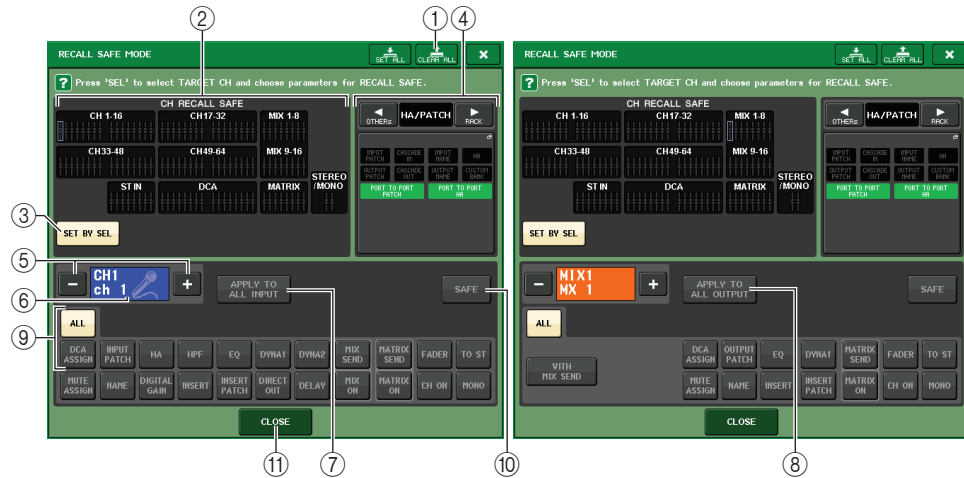 ② ① ④
RECALL SAFE MODE SET ALL CLEAR ALL ×
? Press 'SEL' to select TARGET CH and choose parameters for RECALL SAFE.
CH RECALL SAFE
CH 1-16 CH17-32 MIX 1-8
CH33-48 CH49-64 MIX 9-16
ST IN DCA MATRIX STEREO /MONO
OTHERs HA/PATCH RACK
INPUT PATCH CASCADE IN INPUT NAME HA
OUTPUT PATCH CASCADE OUT OUTPUT NAME CUSTOM BANK
PORT TO PORT PATCH PORT TO PORT HA
③ SET BY SEL
⑤ − CH1 +
⑥ ch 1
APPLY TO ALL INPUT
SAFE
⑨ ALL
DCA ASSIGN INPUT PATCH HA HPF EQ DYNA1 DYNA2 MIX SEND MATRIX SEND FADER TO ST
MUTE ASSIGN NAME DIGITAL GAIN INSERT INSERT PATCH DIRECT OUT DELAY MIX ON MATRIX ON CH ON MONO
CLOSE
⑪ ⑦ ⑩
RECALL SAFE MODE SET ALL CLEAR ALL ×
? Press 'SEL' to select TARGET CH and choose parameters for RECALL SAFE.
CH RECALL SAFE
CH 1-16 CH17-32 MIX 1-8
CH33-48 CH49-64 MIX 9-16
ST IN DCA MATRIX STEREO /MONO
OTHERs HA/PATCH RACK
INPUT PATCH CASCADE IN INPUT NAME HA
OUTPUT PATCH CASCADE OUT OUTPUT NAME CUSTOM BANK
PORT TO PORT PATCH PORT TO PORT HA
SET BY SEL
− MIX1 +
MX 1
APPLY TO ALL OUTPUT
SAFE
ALL
WITH MIX SEND
DCA ASSIGN OUTPUT PATCH EQ DYNA1 MATRIX SEND FADER TO ST
MUTE ASSIGN NAME INSERT INSERT PATCH MATRIX ON CH ON MONO
CLOSE
⑧